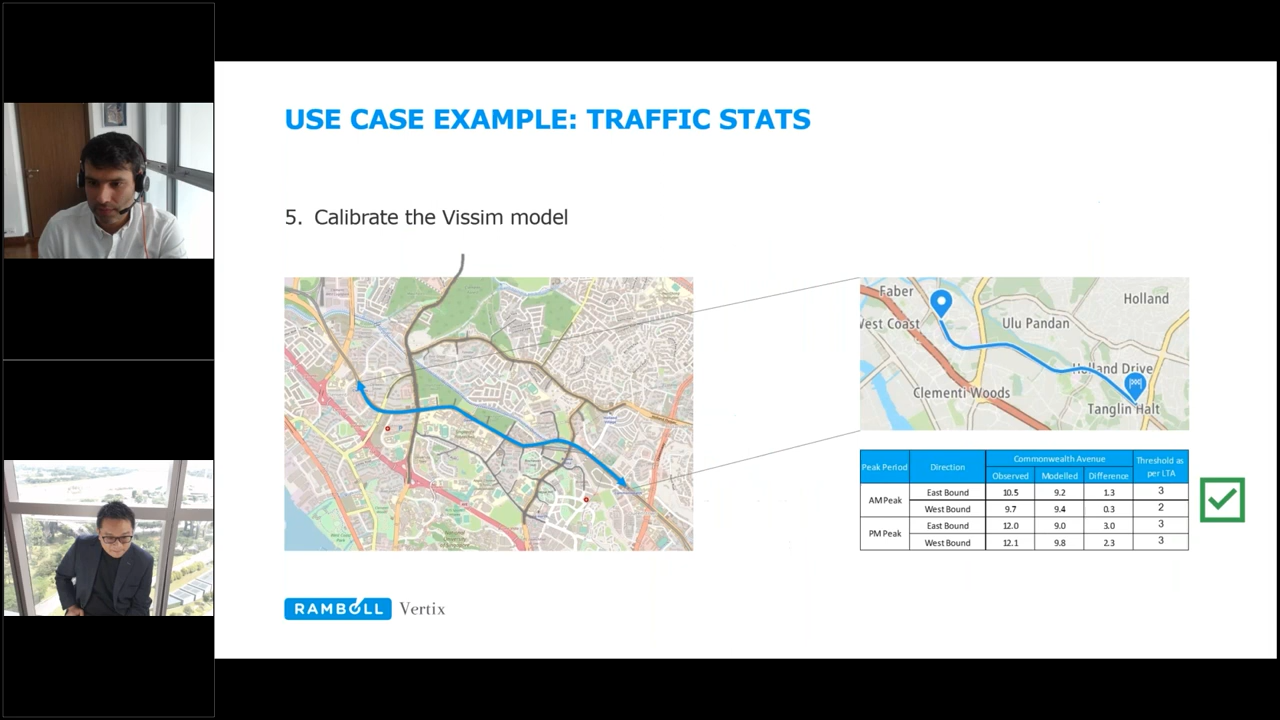 USE CASE EXAMPLE: TRAFFIC STATS
5. Calibrate the Vissim model
Faber
Holland
West Coast
Ulu Pandan
Holland Drive
Clementi Woods
Tanglin Halt
Peak Period Direction Commonwealth Avenue Threshold as per LTA
Observed Modelled Difference
AM Peak East Bound 10.5 9.2 1.3 3
West Bound 9.7 9.4 0.3 2
PM Peak East Bound 12.0 9.0 3.0 3
West Bound 12.1 9.8 2.3 3
RAMBOLL Vertix